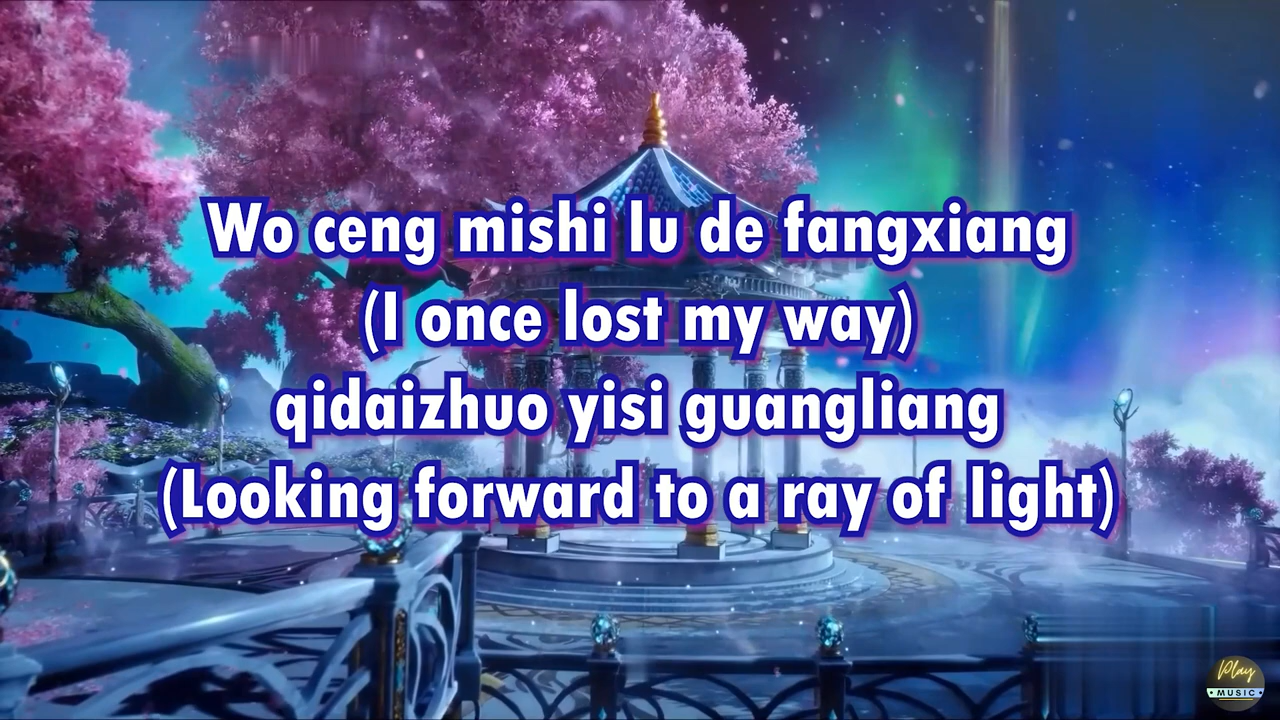 Wo ceng mishi lu de fangxiang
(I once lost my way)
qidaizhuo yisi guangliang
(Looking forward to a ray of light)
Play
MUSIC